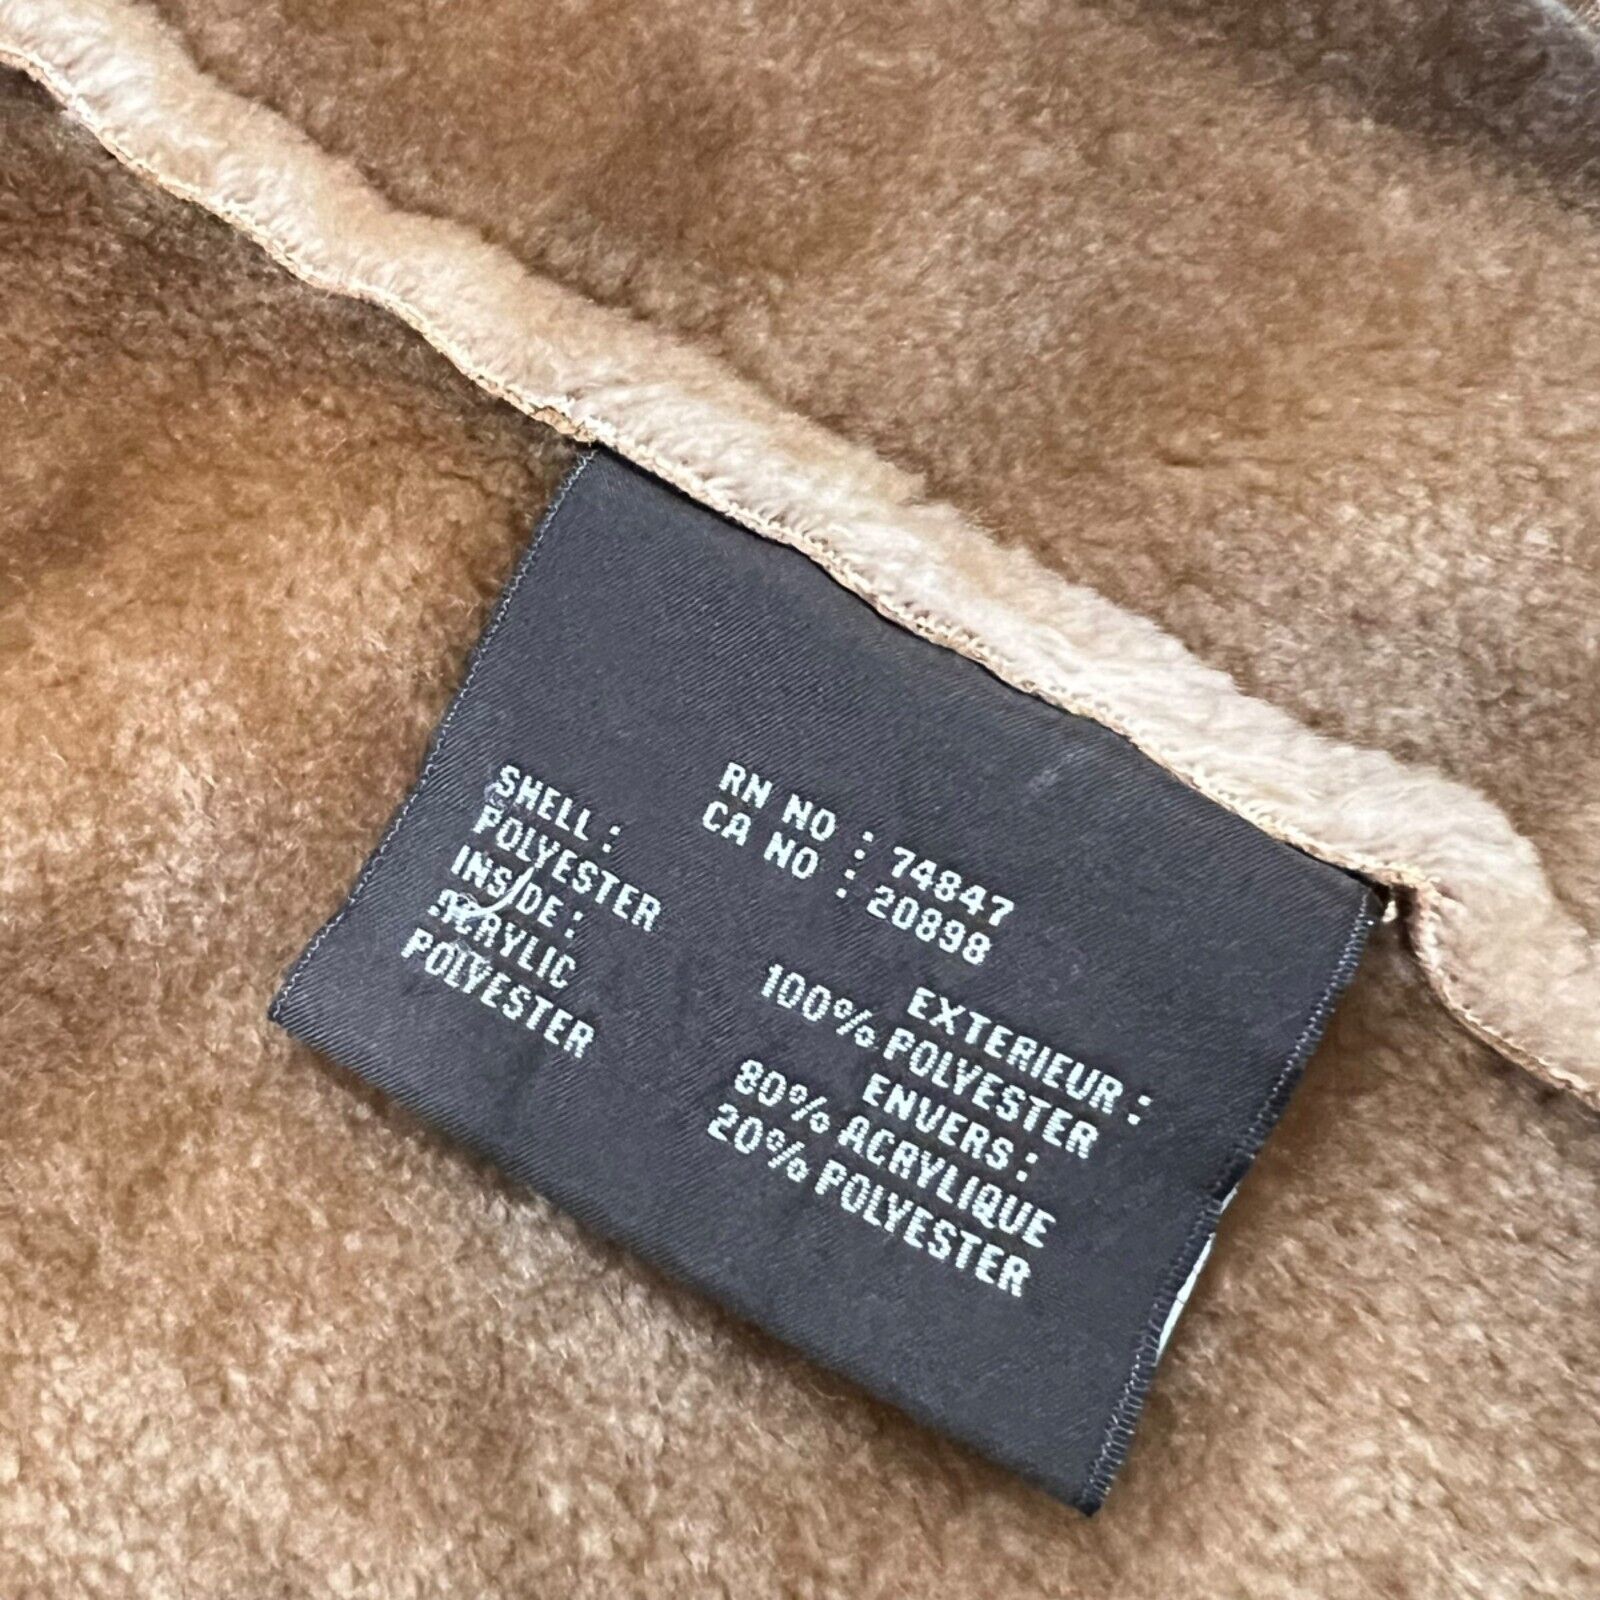 RN NO : 74847
CA NO : 20898
SHELL : EXTERIEUR :
POLYESTER 100% POLYESTER
INSIDE : ENVERS :
ACRYLIC 80% ACRYLIQUE
POLYESTER 20% POLYESTER